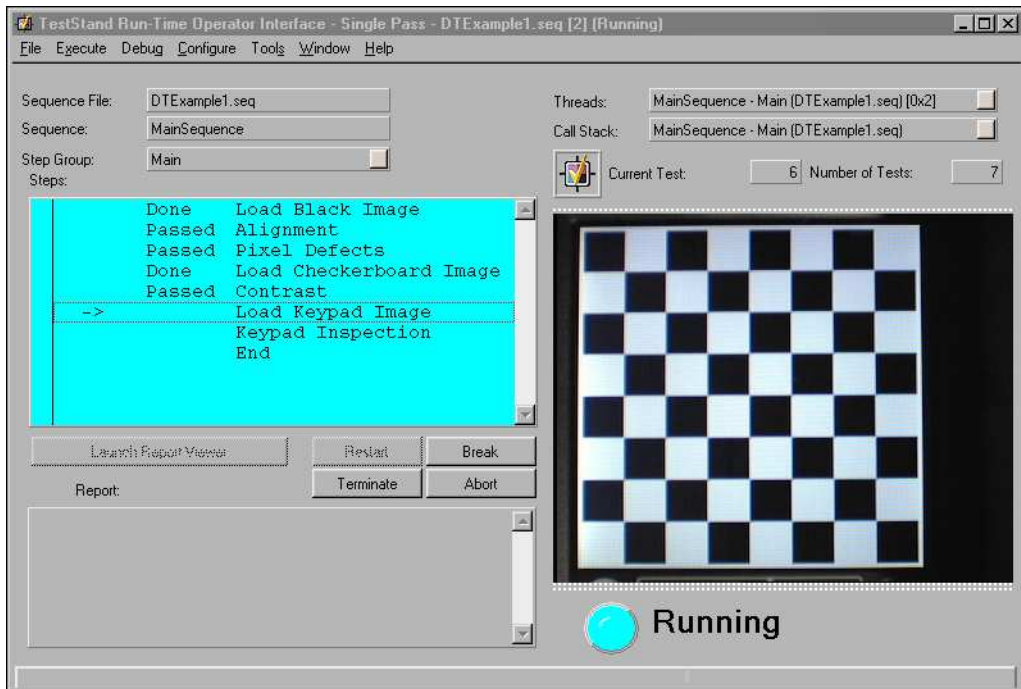 TestStand Run-Time Operator Interface - Single Pass - DTExample1.seq [2] (Running)
File Execute Debug Configure Tools Window Help
Sequence File: DTExample1.seq
Sequence: MainSequence
Step Group: Main
Steps:
Threads: MainSequence - Main (DTExample1.seq) [0x2]
Call Stack: MainSequence - Main (DTExample1.seq)
Current Test: 6 Number of Tests: 7
Done Load Black Image
Passed Alignment
Passed Pixel Defects
Done Load Checkerboard Image
Passed Contrast
-> Load Keypad Image
Keypad Inspection
End
Launch Report Viewer Restart Break
Terminate Abort
Report:
Running